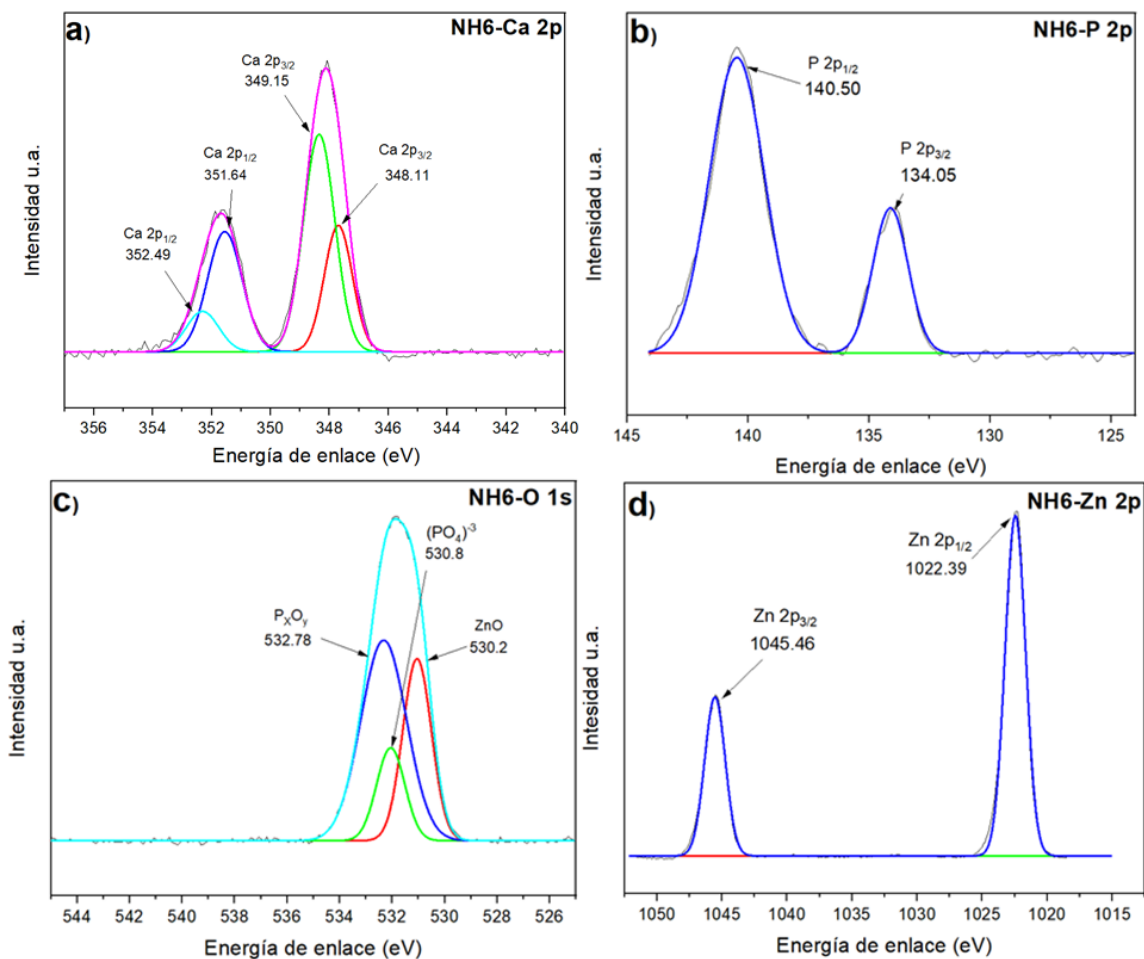 a)
NH6-Ca 2p
Ca 2p3/2
349.15
Ca 2p1/2
351.64
Ca 2p3/2
348.11
Ca 2p1/2
352.49
Intensidad u.a.
356 354 352 350 348 346 344 342 340
Energía de enlace (eV)
b)
NH6-P 2p
P 2p1/2
140.50
P 2p3/2
134.05
Intensidad u.a.
145 140 135 130 125
Energía de enlace (eV)
c)
NH6-O 1s
(PO4)-3
530.8
PXOy
532.78
ZnO
530.2
Intensidad u.a.
544 542 540 538 536 534 532 530 528 526
Energía de enlace (eV)
d)
NH6-Zn 2p
Zn 2p1/2
1022.39
Zn 2p3/2
1045.46
Intesidad u.a.
1050 1045 1040 1035 1030 1025 1020 1015
Energía de enlace (eV)